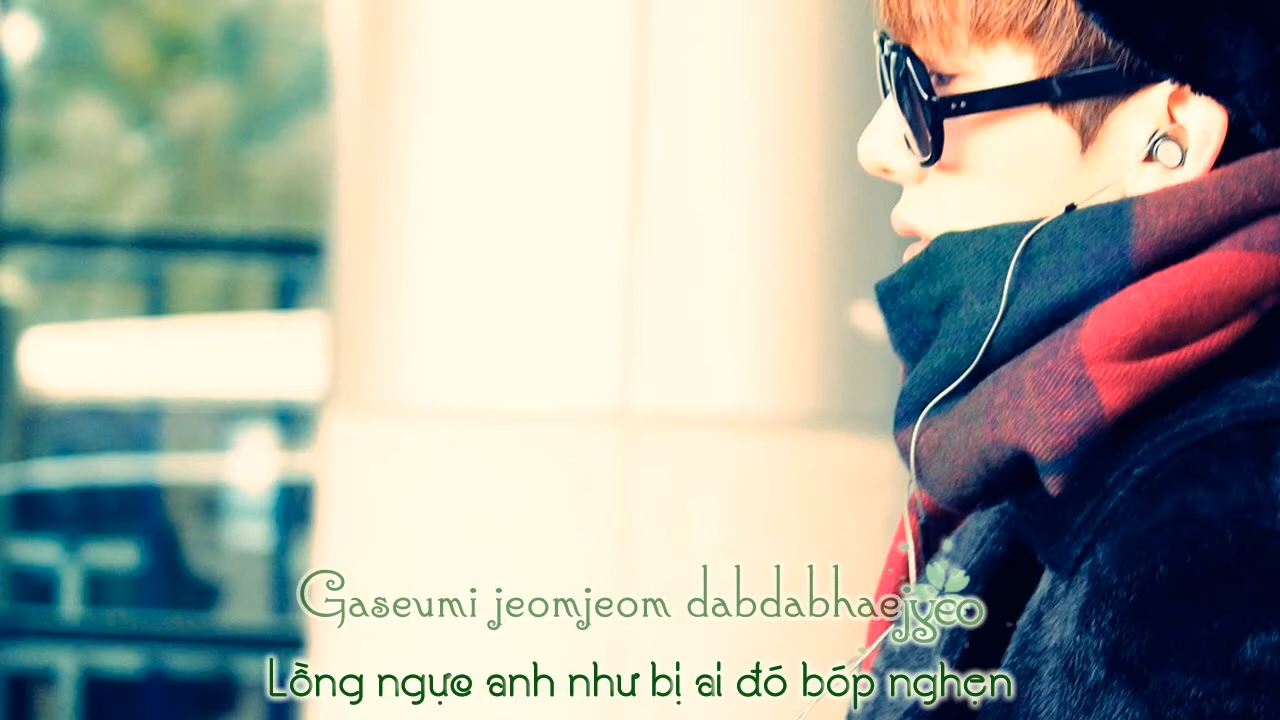 Gaseumi jeomjeom dabdabhaejyeo
Lồng ngực anh như bị ai đó bóp nghẹn